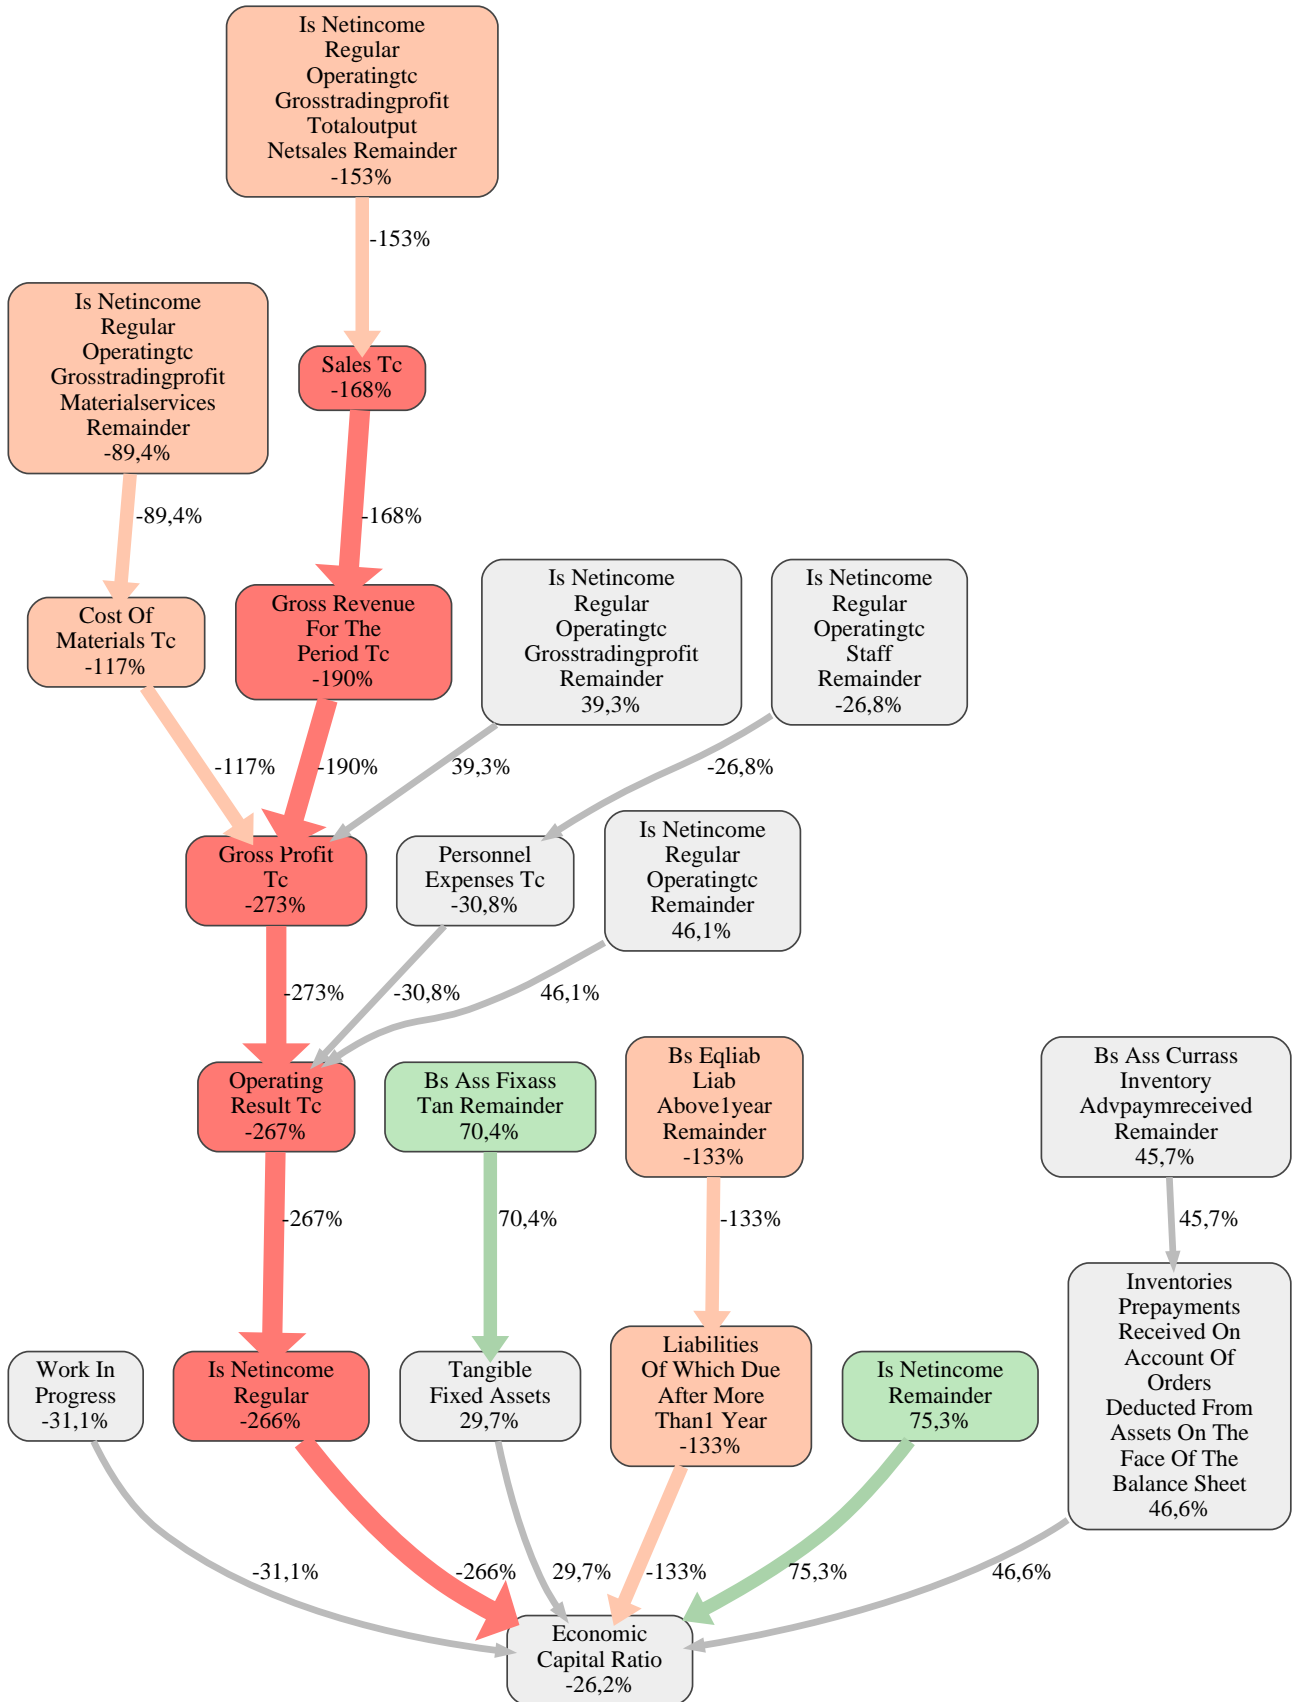 Is Netincome
Regular
Operatingtc
Grosstradingprofit
Totaloutput
Netsales Remainder
-153%
-153%
Is Netincome
Regular
Operatingtc
Grosstradingprofit
Materialservices
Remainder
-89,4%
Sales Tc
-168%
-89,4%
-168%
Is Netincome
Regular
Operatingtc
Grosstradingprofit
Remainder
39,3%
Is Netincome
Regular
Operatingtc
Staff
Remainder
-26,8%
Cost Of
Materials Tc
-117%
Gross Revenue
For The
Period Tc
-190%
-117%
-190%
39,3%
-26,8%
Gross Profit
Tc
-273%
Personnel
Expenses Tc
-30,8%
Is Netincome
Regular
Operatingtc
Remainder
46,1%
-273%
-30,8%
46,1%
Operating
Result Tc
-267%
Bs Ass Fixass
Tan Remainder
70,4%
Bs Eqliab
Liab
Above1year
Remainder
-133%
Bs Ass Currass
Inventory
Advpaymreceived
Remainder
45,7%
-267%
70,4%
-133%
45,7%
Work In
Progress
-31,1%
Is Netincome
Regular
-266%
Tangible
Fixed Assets
29,7%
Liabilities
Of Which Due
After More
Than1 Year
-133%
Is Netincome
Remainder
75,3%
Inventories
Prepayments
Received On
Account Of
Orders
Deducted From
Assets On The
Face Of The
Balance Sheet
46,6%
-31,1%
-266%
29,7%
-133%
75,3%
46,6%
Economic
Capital Ratio
-26,2%